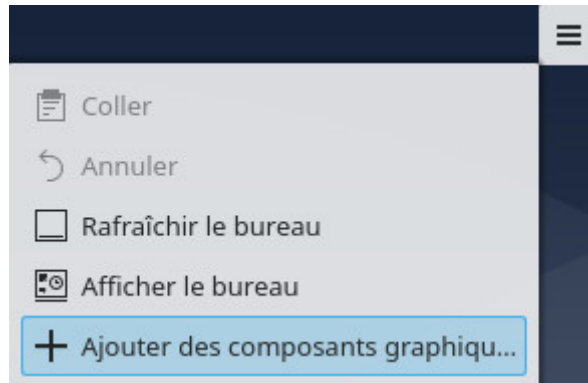 Coller
Annuler
Rafraîchir le bureau
Afficher le bureau
Ajouter des composants graphiqu...